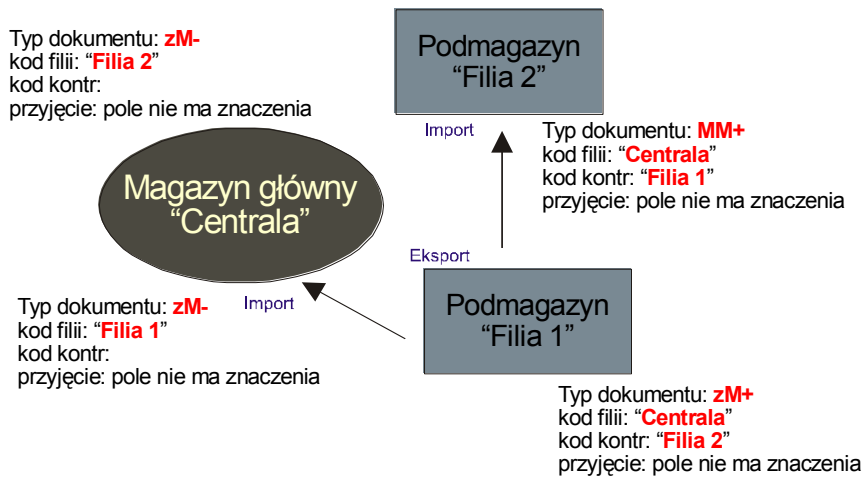 Typ dokumentu: zM-
kod filii: “Filia 2”
kod kontr:
przyjęcie: pole nie ma znaczenia
Podmagazyn
“Filia 2”
Import
Typ dokumentu: MM+
kod filii: “Centrala”
kod kontr: “Filia 1”
przyjęcie: pole nie ma znaczenia
Magazyn główny
“Centrala”
Eksport
Typ dokumentu: zM-
kod filii: “Filia 1”
kod kontr:
przyjęcie: pole nie ma znaczenia
Import
Podmagazyn
“Filia 1”
Typ dokumentu: zM+
kod filii: “Centrala”
kod kontr: “Filia 2”
przyjęcie: pole nie ma znaczenia